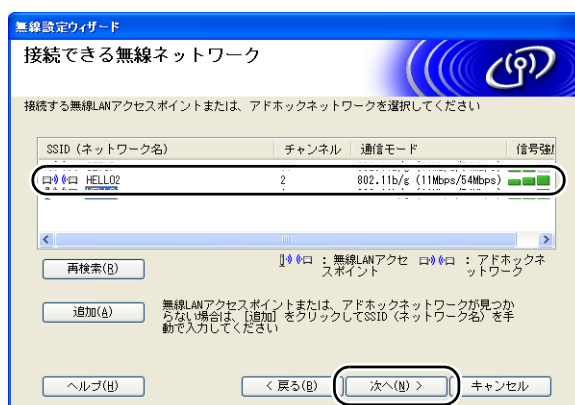 無線設定ウィザード
接続できる無線ネットワーク
接続する無線LANアクセスポイントまたは、アドホックネットワークを選択してください
SSID (ネットワーク名) チャンネル 通信モード 信号強
HELLO2 2 802.11b/g (11Mbps/54Mbps)
再検索(R)
：無線LANアクセスポイント
：アドホックネットワーク
追加(A)
無線LANアクセスポイントまたは、アドホックネットワークが見つか
らない場合は、[追加] をクリックしてSSID (ネットワーク名) を手
動で入力してください
ヘルプ(H) < 戻る(B) 次へ(N) > キャンセル